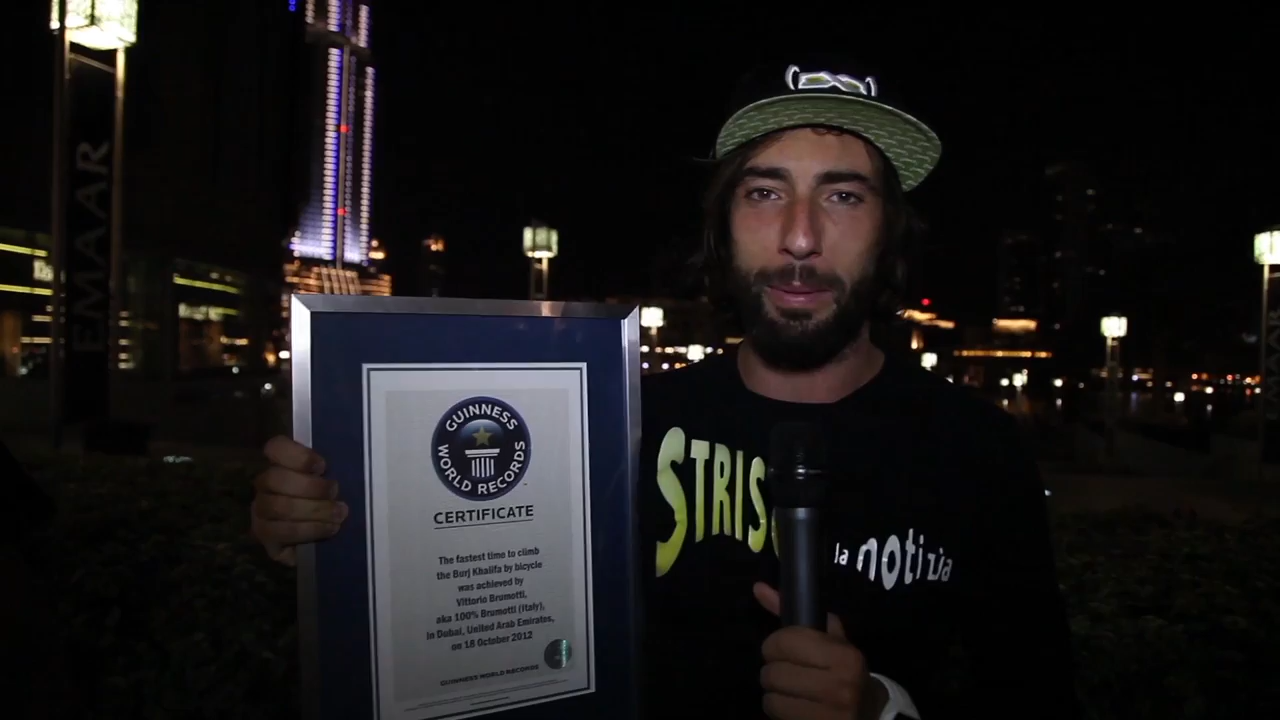 EMAAR
GUINNESS
WORLD RECORDS
CERTIFICATE
The fastest time to climb
the Burj Khalifa by bicycle
was achieved by
Vittorio Brumotti,
aka 100% Brumotti (Italy),
in Dubai, United Arab Emirates,
on 16 October 2012
GUINNESS WORLD RECORDS
STRIS
la notizia